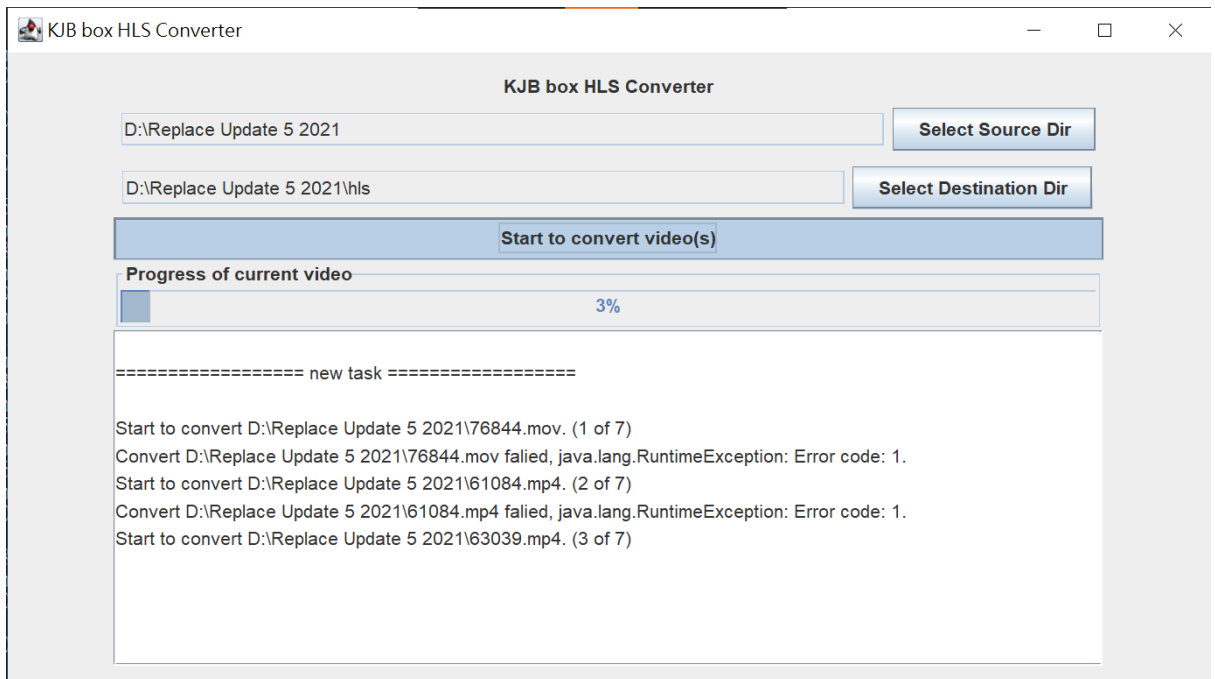 KJB box HLS Converter
KJB box HLS Converter
D:\Replace Update 5 2021
Select Source Dir
D:\Replace Update 5 2021\hls
Select Destination Dir
Start to convert video(s)
Progress of current video
3%
================== new task ==================
Start to convert D:\Replace Update 5 2021\76844.mov. (1 of 7)
Convert D:\Replace Update 5 2021\76844.mov falied, java.lang.RuntimeException: Error code: 1.
Start to convert D:\Replace Update 5 2021\61084.mp4. (2 of 7)
Convert D:\Replace Update 5 2021\61084.mp4 falied, java.lang.RuntimeException: Error code: 1.
Start to convert D:\Replace Update 5 2021\63039.mp4. (3 of 7)